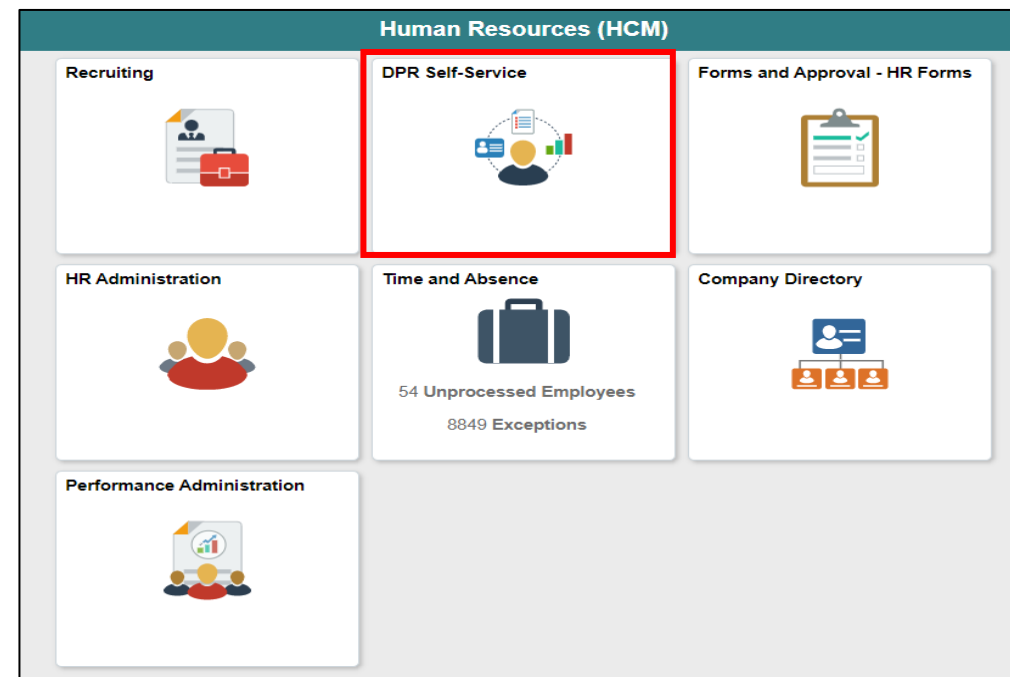 Human Resources (HCM)
Recruiting
DPR Self-Service
Forms and Approval - HR Forms
HR Administration
Time and Absence
54 Unprocessed Employees
8849 Exceptions
Company Directory
Performance Administration